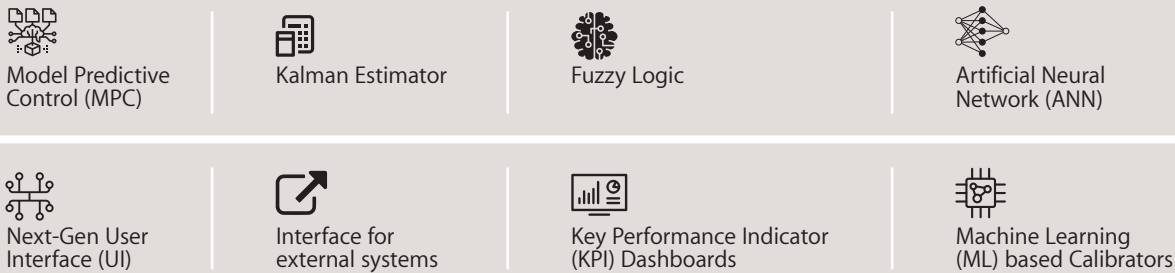 Model Predictive
Control (MPC)
Kalman Estimator
Fuzzy Logic
Artificial Neural
Network (ANN)
Next-Gen User
Interface (UI)
Interface for
external systems
Key Performance Indicator
(KPI) Dashboards
Machine Learning
(ML) based Calibrators